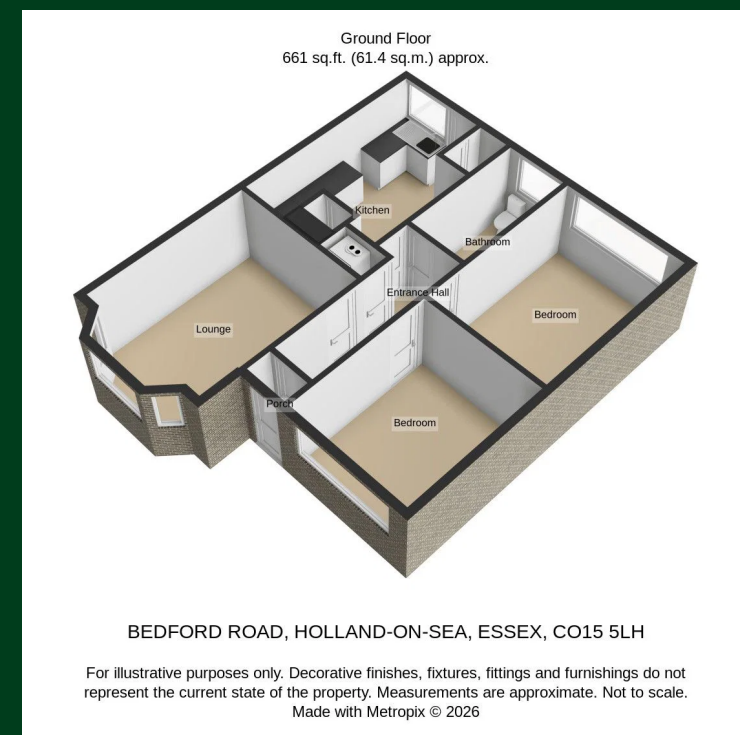 Ground Floor
661 sq.ft. (61.4 sq.m.) approx.
Kitchen
Bathroom
Entrance Hall
Bedroom
Lounge
Porch
Bedroom
BEDFORD ROAD, HOLLAND-ON-SEA, ESSEX, CO15 5LH
For illustrative purposes only. Decorative finishes, fixtures, fittings and furnishings do not
represent the current state of the property. Measurements are approximate. Not to scale.
Made with Metropix © 2026